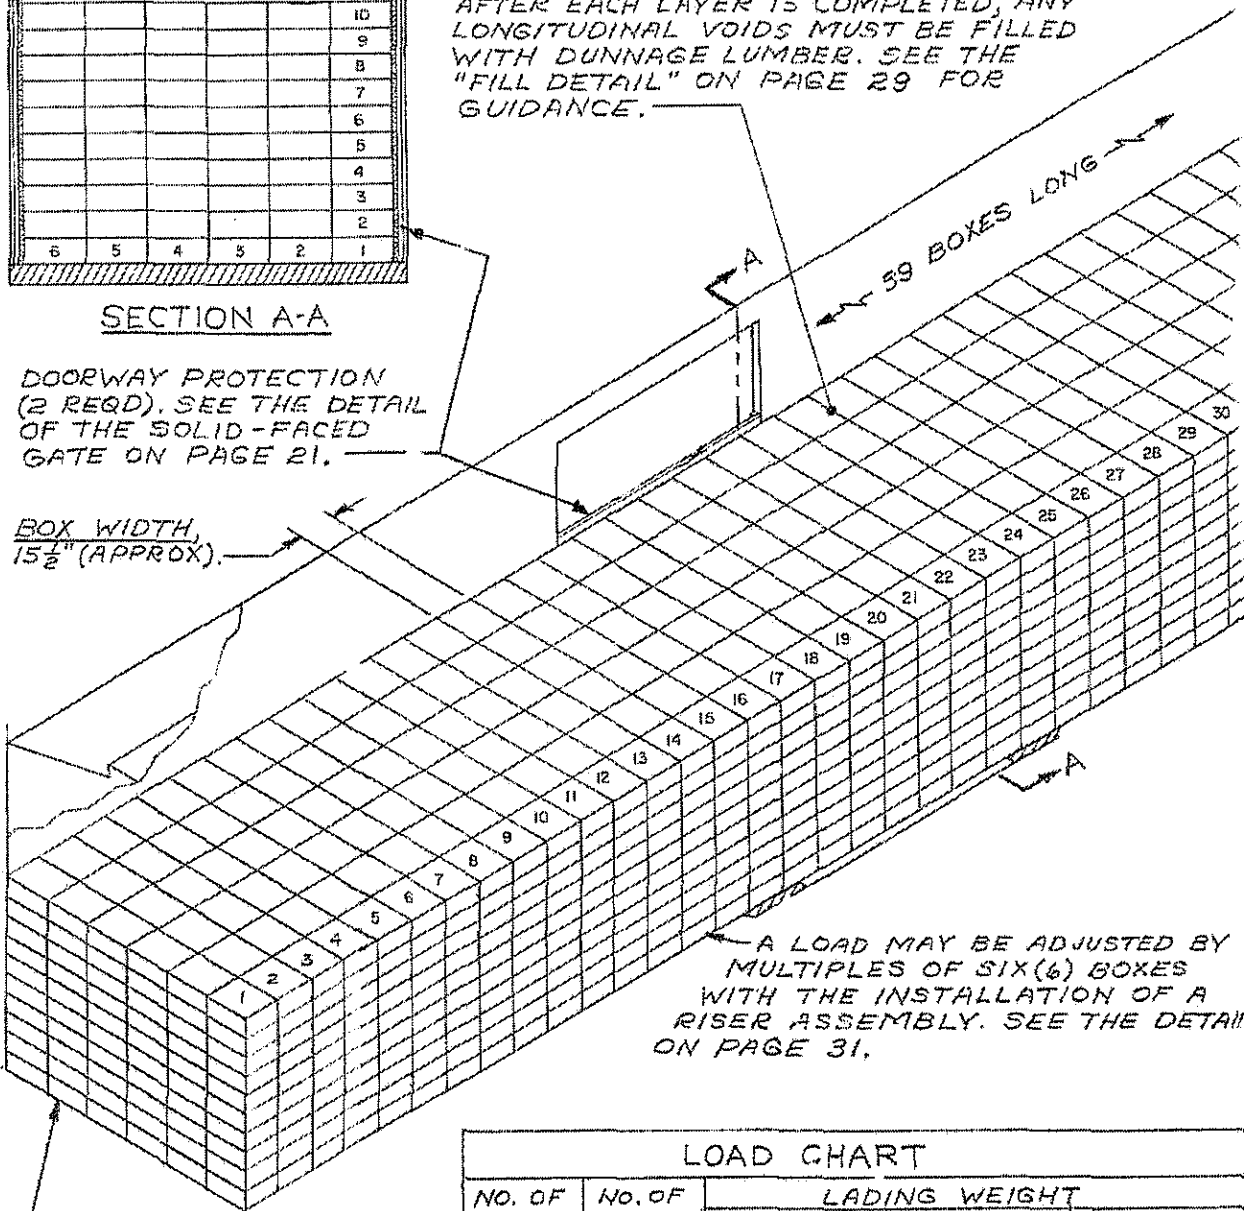 AFTER EACH LAYER IS COMPLETED, ANY
LONGITUDINAL VOIDS MUST BE FILLED
WITH DUNNAGE LUMBER. SEE THE
"FILL DETAIL" ON PAGE 29 FOR
GUIDANCE.
10
9
8
7
6
5
4
3
2
6 5 4 3 2 1
SECTION A-A
59 BOXES LONG
A
DOORWAY PROTECTION
(2 REQD). SEE THE DETAIL
OF THE SOLID-FACED
GATE ON PAGE 21.
BOX WIDTH,
15½" (APPROX).
1 2 3 4 5 6 7 8 9 10 11 12 13 14 15 16 17 18 19 20 21 22 23 24 25 26 27 28 29 30
A
A LOAD MAY BE ADJUSTED BY
MULTIPLES OF SIX(6) BOXES
WITH THE INSTALLATION OF A
RISER ASSEMBLY. SEE THE DETAIL
ON PAGE 31.
LOAD CHART
NO. OF NO. OF LADING WEIGHT